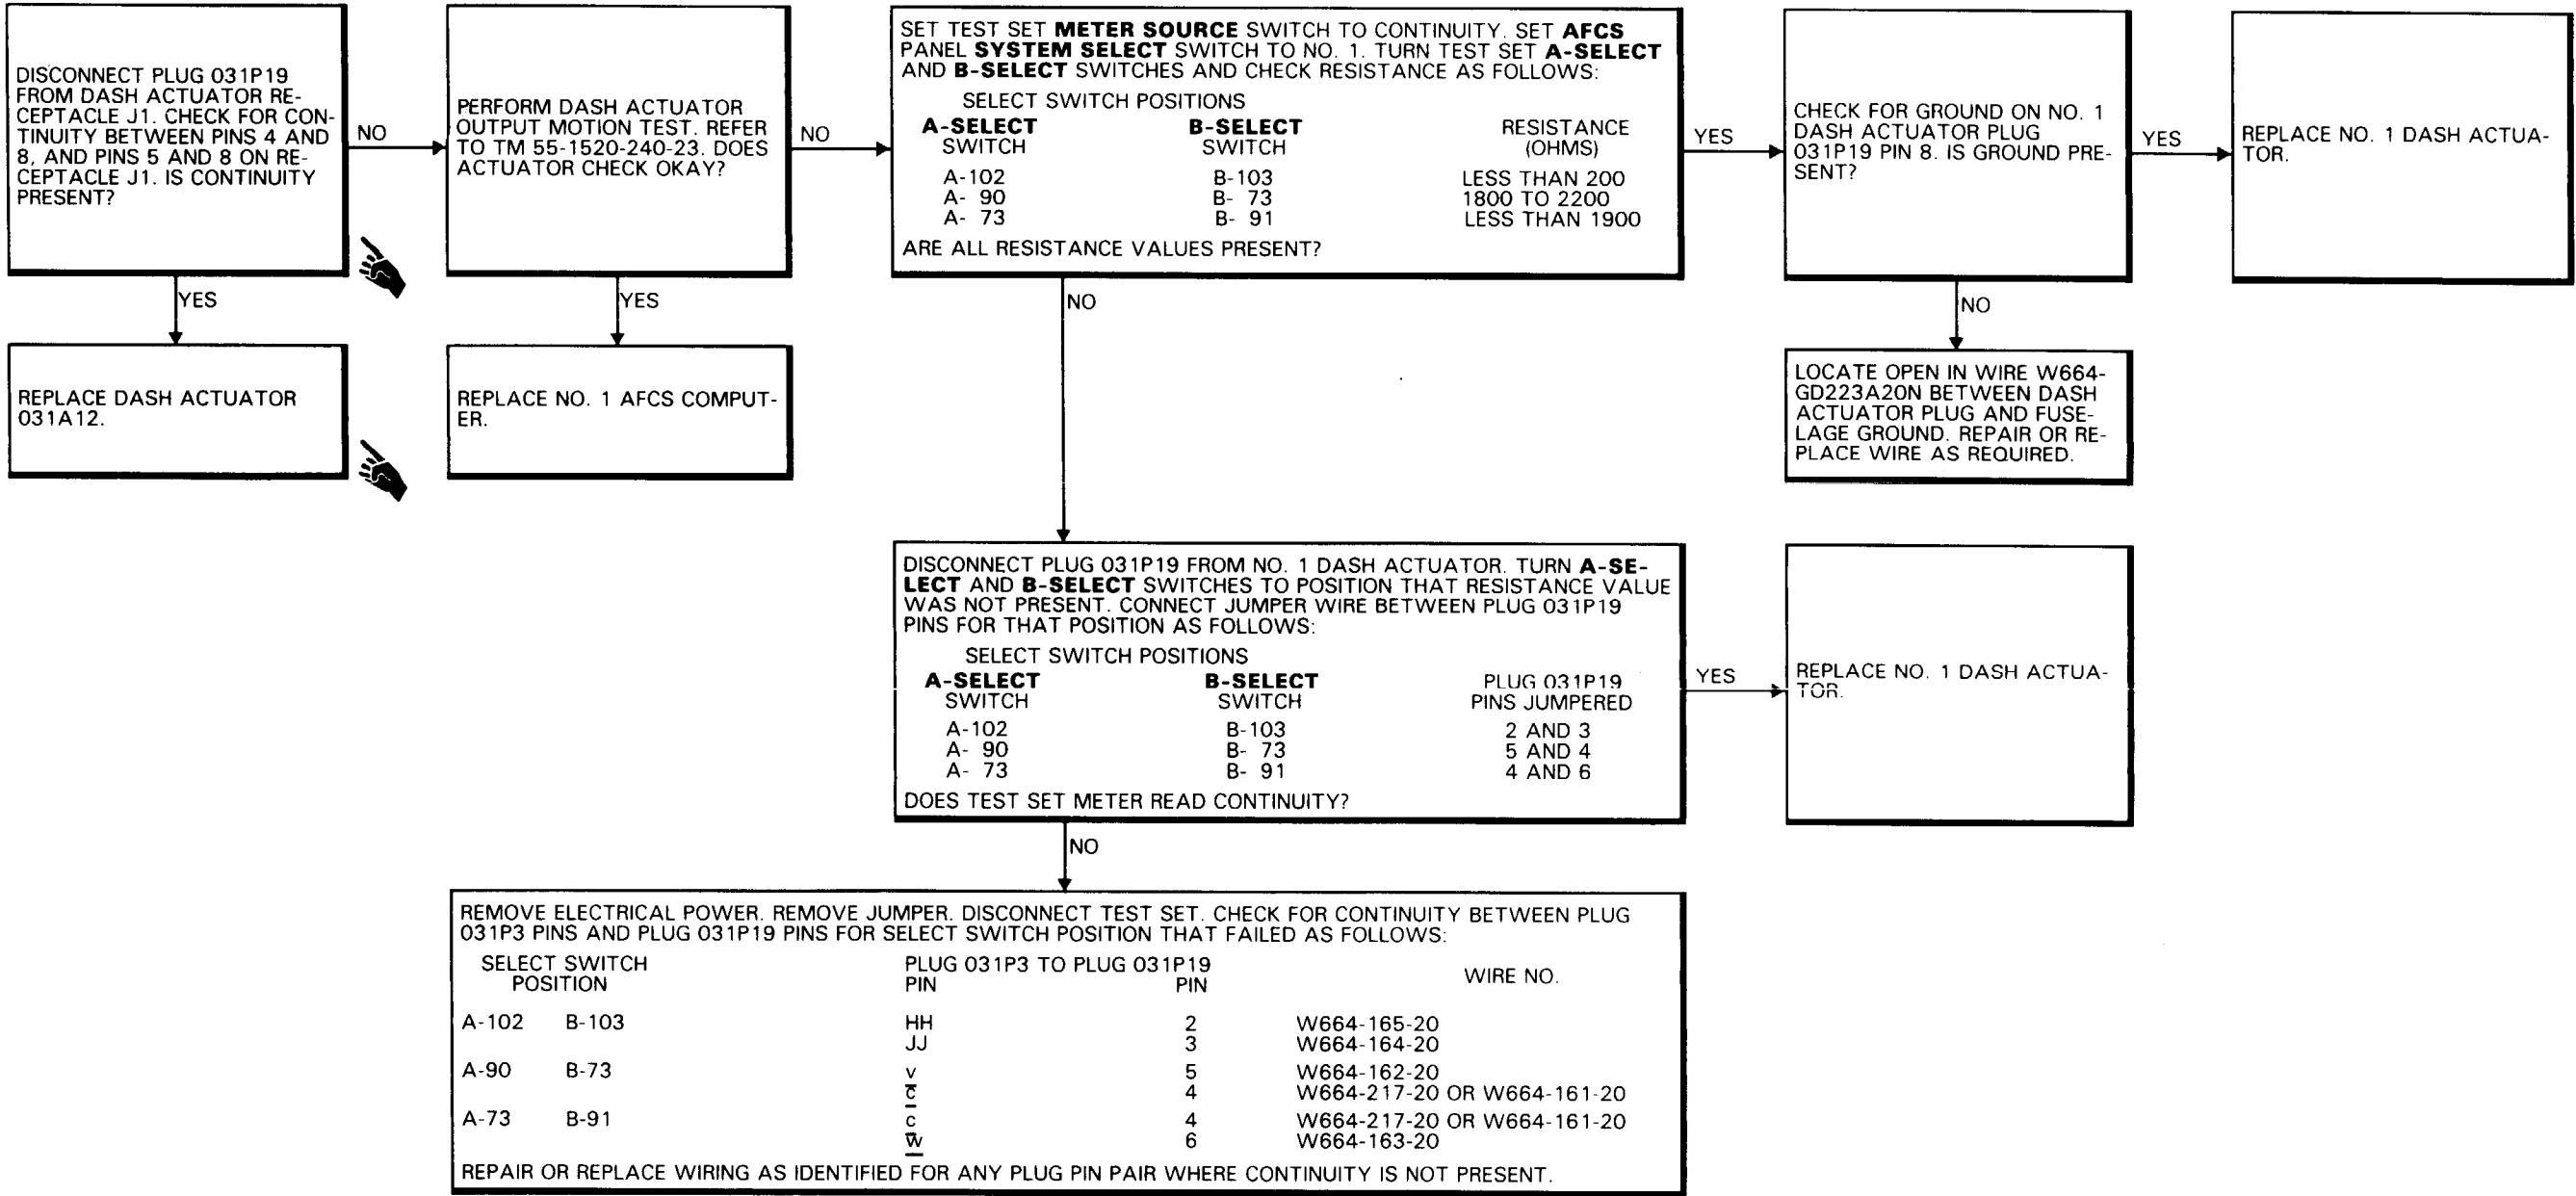 DISCONNECT PLUG 031P19
FROM DASH ACTUATOR RE-
CEPTACLE J1. CHECK FOR CON-
TINUITY BETWEEN PINS 4 AND
8, AND PINS 5 AND 8 ON RE-
CEPTACLE J1. IS CONTINUITY
PRESENT?
NO
YES
REPLACE DASH ACTUATOR
031A12.
PERFORM DASH ACTUATOR
OUTPUT MOTION TEST. REFER
TO TM 55-1520-240-23. DOES
ACTUATOR CHECK OKAY?
NO
YES
REPLACE NO. 1 AFCS COMPUT-
ER.
SET TEST SET METER SOURCE SWITCH TO CONTINUITY. SET AFCS
PANEL SYSTEM SELECT SWITCH TO NO. 1. TURN TEST SET A-SELECT
AND B-SELECT SWITCHES AND CHECK RESISTANCE AS FOLLOWS:
SELECT SWITCH POSITIONS
A-SELECT B-SELECT RESISTANCE
SWITCH SWITCH (OHMS)
A-102 B-103 LESS THAN 200
A- 90 B- 73 1800 TO 2200
A- 73 B- 91 LESS THAN 1900
ARE ALL RESISTANCE VALUES PRESENT?
YES
NO
CHECK FOR GROUND ON NO. 1
DASH ACTUATOR PLUG
031P19 PIN 8. IS GROUND PRE-
SENT?
YES
NO
REPLACE NO. 1 DASH ACTUA-
TOR.
LOCATE OPEN IN WIRE W664-
GD223A20N BETWEEN DASH
ACTUATOR PLUG AND FUSE-
LAGE GROUND. REPAIR OR RE-
PLACE WIRE AS REQUIRED.
DISCONNECT PLUG 031P19 FROM NO. 1 DASH ACTUATOR. TURN A-SE-
LECT AND B-SELECT SWITCHES TO POSITION THAT RESISTANCE VALUE
WAS NOT PRESENT. CONNECT JUMPER WIRE BETWEEN PLUG 031P19
PINS FOR THAT POSITION AS FOLLOWS:
SELECT SWITCH POSITIONS
A-SELECT B-SELECT PLUG 031P19
SWITCH SWITCH PINS JUMPERED
A-102 B-103 2 AND 3
A- 90 B- 73 5 AND 4
A- 73 B- 91 4 AND 6
DOES TEST SET METER READ CONTINUITY?
YES
NO
REPLACE NO. 1 DASH ACTUA-
TOR.
REMOVE ELECTRICAL POWER. REMOVE JUMPER. DISCONNECT TEST SET. CHECK FOR CONTINUITY BETWEEN PLUG
031P3 PINS AND PLUG 031P19 PINS FOR SELECT SWITCH POSITION THAT FAILED AS FOLLOWS:
SELECT SWITCH PLUG 031P3 TO PLUG 031P19 WIRE NO.
POSITION PIN PIN
A-102 B-103 HH 2 W664-165-20
JJ 3 W664-164-20
A-90 B-73 v 5 W664-162-20
c 4 W664-217-20 OR W664-161-20
A-73 B-91 c 4 W664-217-20 OR W664-161-20
w 6 W664-163-20
REPAIR OR REPLACE WIRING AS IDENTIFIED FOR ANY PLUG PIN PAIR WHERE CONTINUITY IS NOT PRESENT.